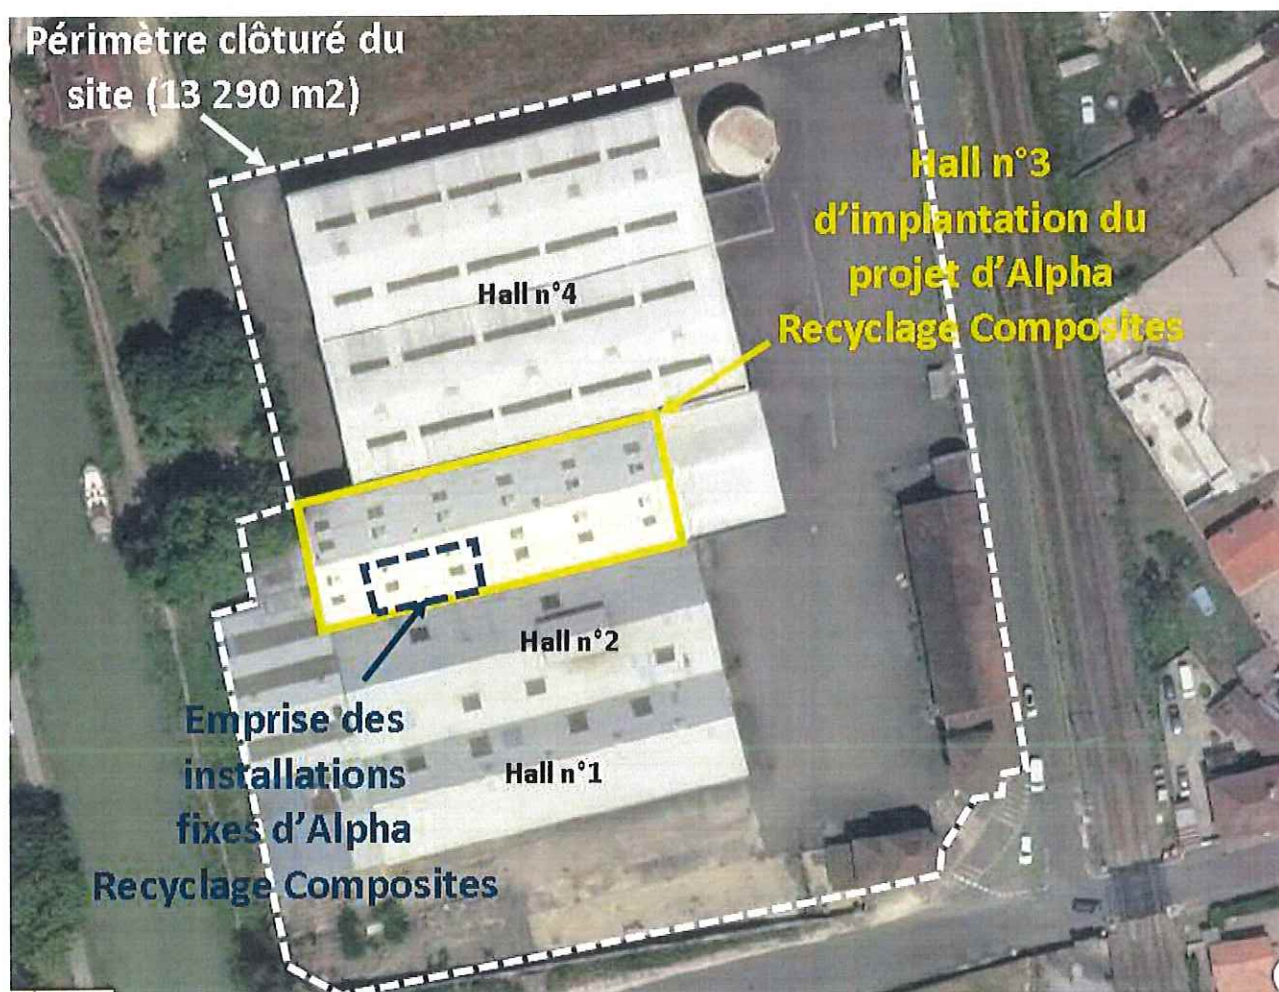 Périmètre clôturé du
site (13 290 m2)
Hall n°3
d'implantation du
projet d'Alpha
Recyclage Composites
Hall n°4
Hall n°2
Emprise des
installations
fixes d'Alpha
Recyclage Composites
Hall n°1